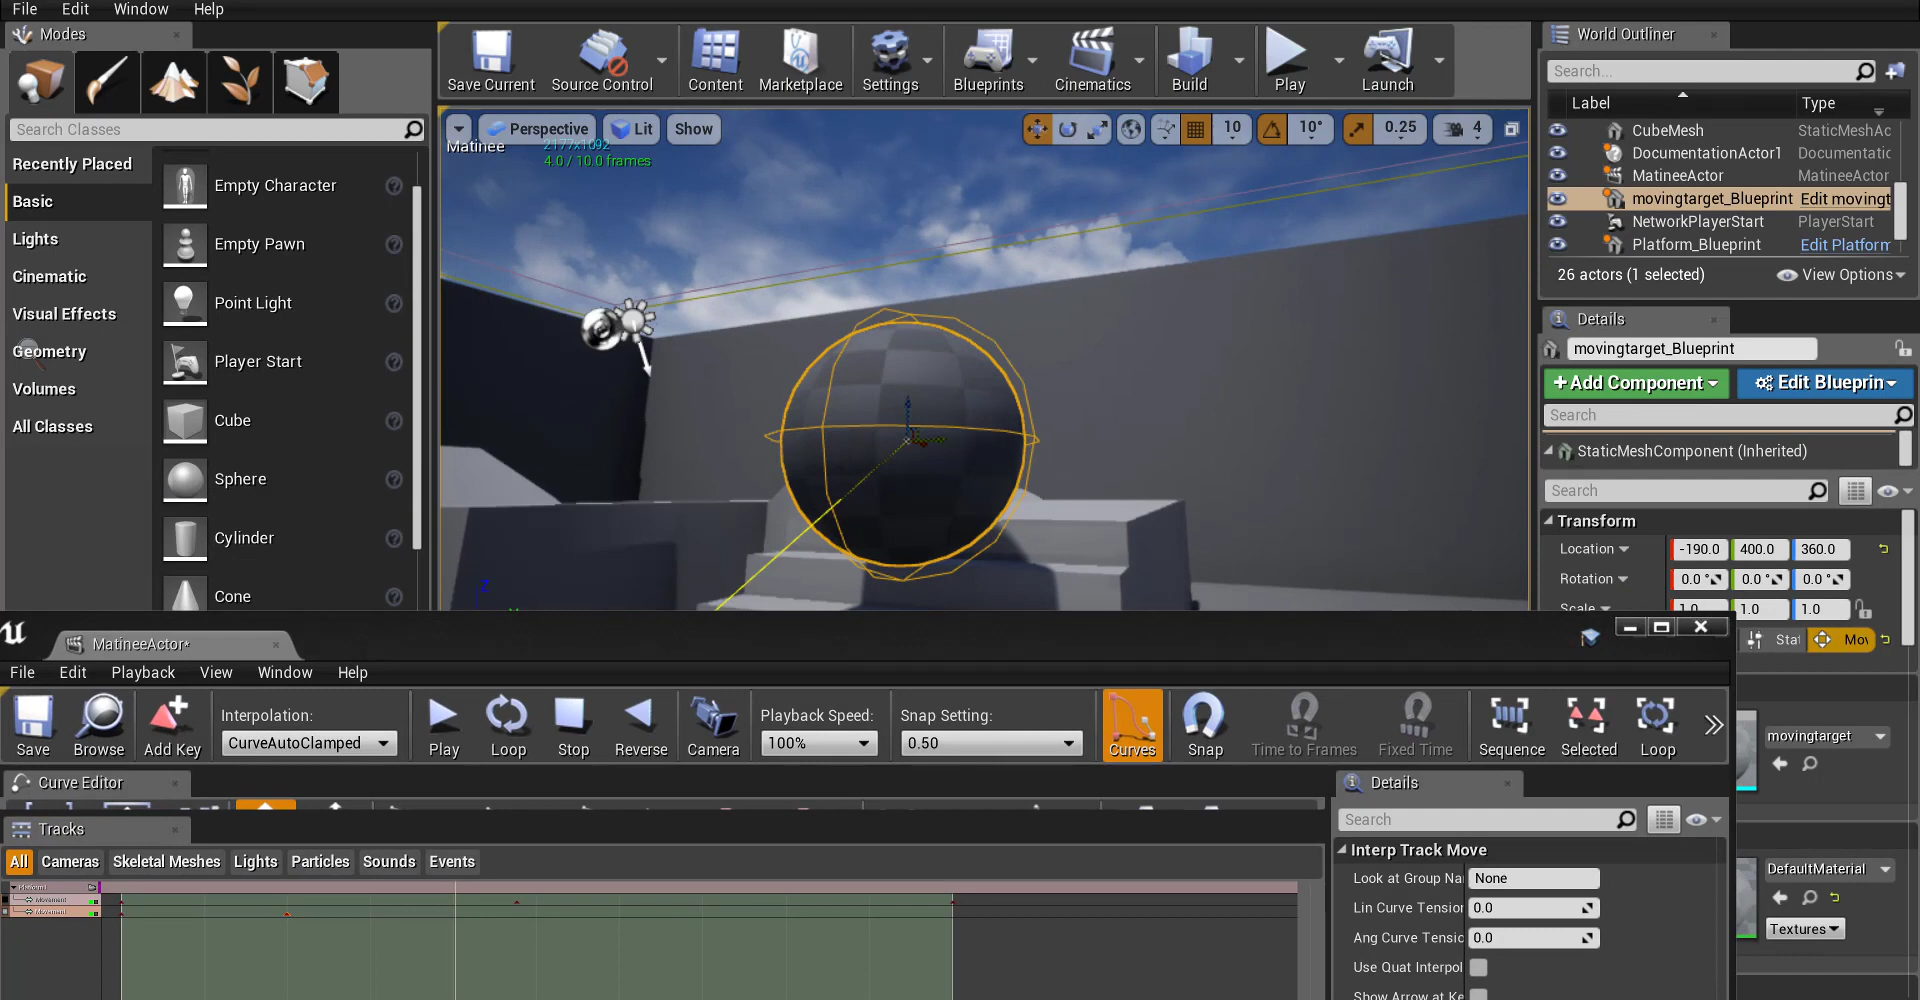 File Edit Window Help
Modes
Search Classes
Recently Placed
Basic
Lights
Cinematic
Visual Effects
Geometry
Volumes
All Classes
Empty Character
Empty Pawn
Point Light
Player Start
Cube
Sphere
Cylinder
Cone
Save Current
Source Control
Content
Marketplace
Settings
Blueprints
Cinematics
Build
Play
Launch
Perspective
Lit
Show
10
10°
0.25
4
Matinee
2177x1092
4.0 / 10.0 frames
Z
World Outliner
Search...
Label Type
CubeMesh StaticMeshAc
DocumentationActor1 Documentatic
MatineeActor MatineeActor
movingtarget_Blueprint Edit movingt
NetworkPlayerStart PlayerStart
Platform_Blueprint Edit Platform
26 actors (1 selected) View Options
Details
movingtarget_Blueprint
+Add Component Edit Blueprin
Search
StaticMeshComponent (Inherited)
Search
Transform
Location -190.0 400.0 360.0
Rotation 0.0 ° 0.0 ° 0.0 °
Scale 1.0 1.0 1.0
Stat Mov
movingtarget
DefaultMaterial
Textures
MatineeActor*
File Edit Playback View Window Help
Save
Browse
Add Key
Interpolation:
CurveAutoClamped
Play
Loop
Stop
Reverse
Camera
Playback Speed:
100%
Snap Setting:
0.50
Curves
Snap
Time to Frames
Fixed Time
Sequence
Selected
Loop
Curve Editor
Tracks
All Cameras Skeletal Meshes Lights Particles Sounds Events
Movement
Movement
Details
Search
Interp Track Move
Look at Group Na None
Lin Curve Tension 0.0
Ang Curve Tensic 0.0
Use Quat Interpol
Show Arrow at Ke